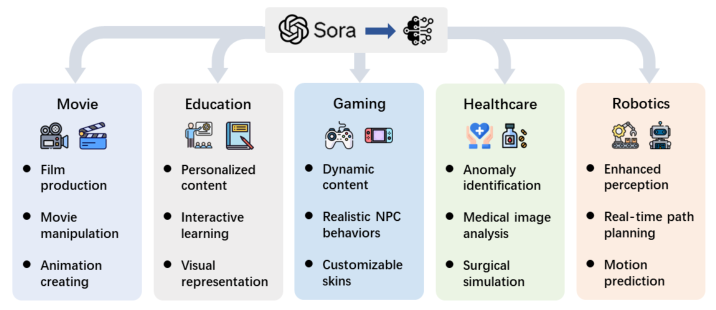 Sora
Movie
Film
production
Movie
manipulation
Animation
creating
Education
Personalized
content
Interactive
learning
Visual
representation
Gaming
Dynamic
content
Realistic NPC
behaviors
Customizable
skins
Healthcare
Anomaly
identification
Medical image
analysis
Surgical
simulation
Robotics
Enhanced
perception
Real-time path
planning
Motion
prediction